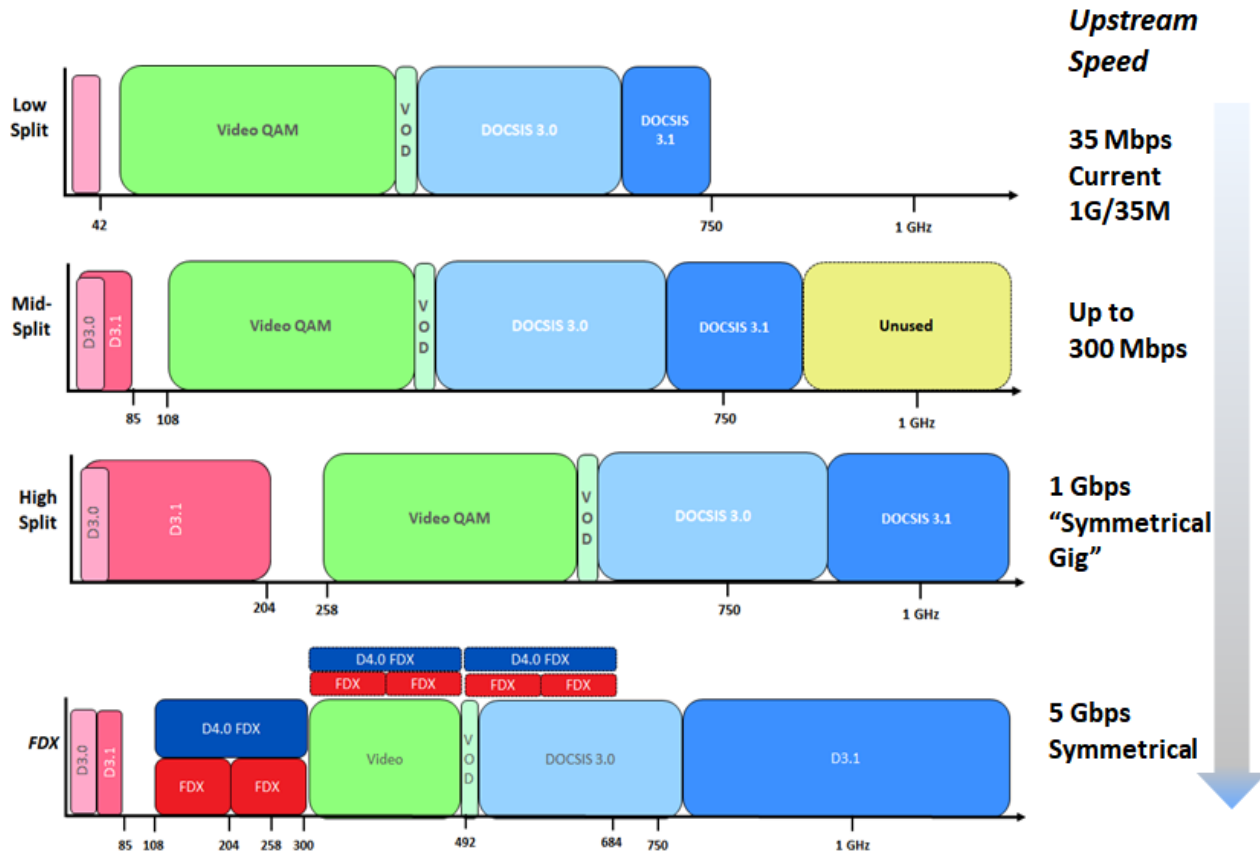 Upstream
Speed
Low
Split
Video QAM
V
O
D
DOCSIS 3.0
DOCSIS
3.1
42
750
1 GHz
35 Mbps
Current
1G/35M
Mid-
Split
D3.0
D3.1
Video QAM
V
O
D
DOCSIS 3.0
DOCSIS 3.1
Unused
85
108
750
1 GHz
Up to
300 Mbps
High
Split
D3.0
D3.1
Video QAM
V
O
D
DOCSIS 3.0
DOCSIS 3.1
204
258
750
1 GHz
1 Gbps
“Symmetrical
Gig”
D4.0 FDX
D4.0 FDX
FDX
FDX
FDX
FDX
FDX
D3.0
D3.1
D4.0 FDX
FDX
FDX
Video
V
O
D
DOCSIS 3.0
D3.1
85
108
204
258
300
492
684
750
1 GHz
5 Gbps
Symmetrical